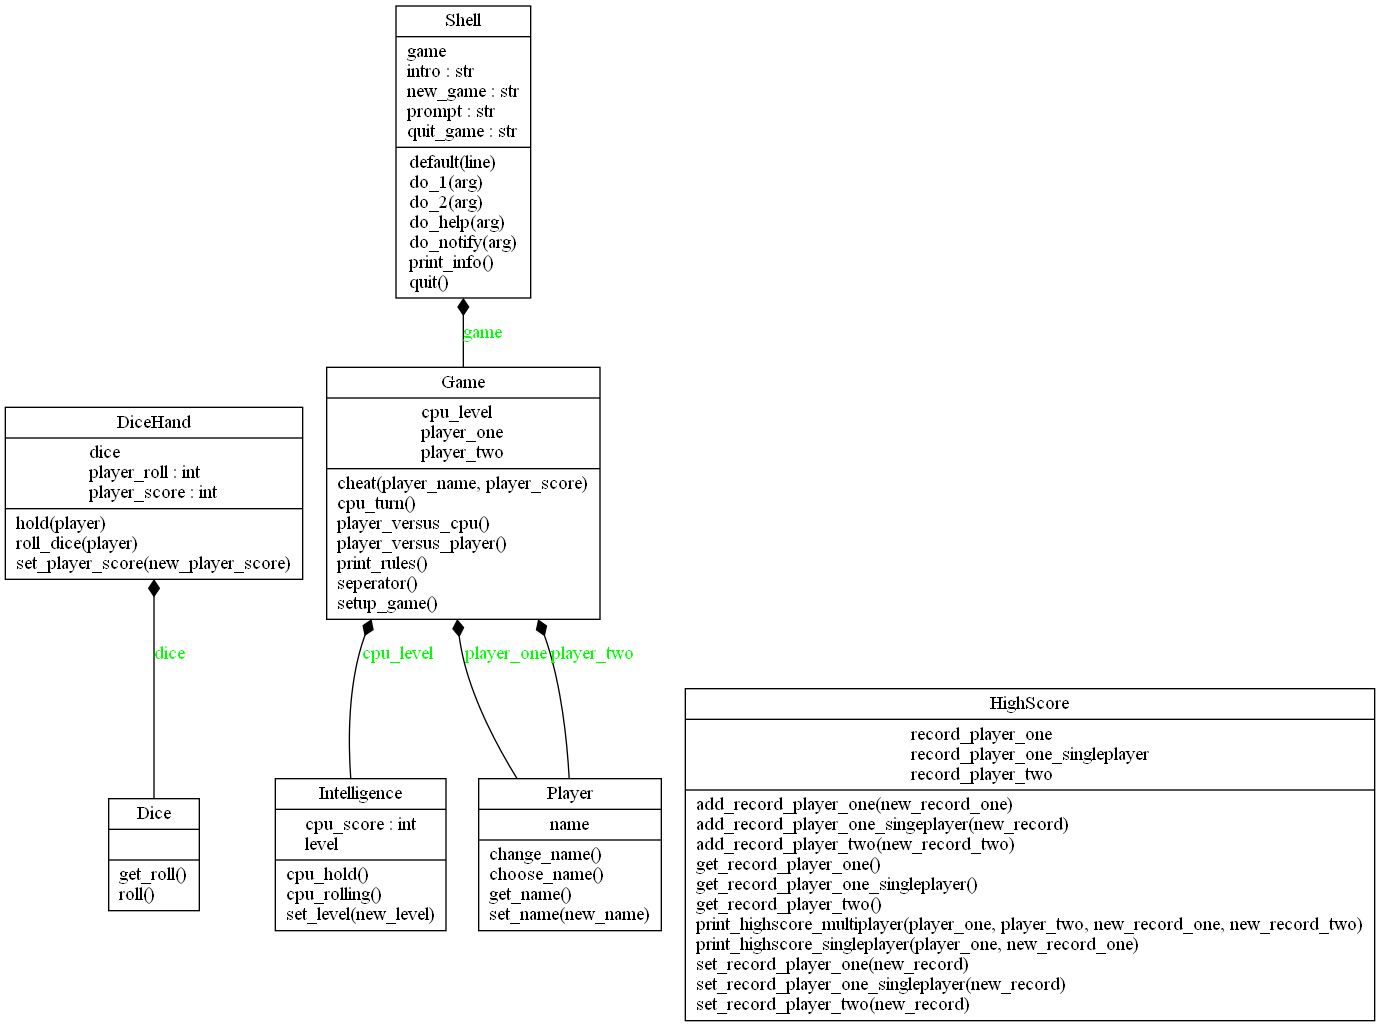 Shell
game
intro : str
new_game : str
prompt : str
quit_game : str
default(line)
do_1(arg)
do_2(arg)
do_help(arg)
do_notify(arg)
print_info()
quit()
game
Game
cpu_level
player_one
player_two
cheat(player_name, player_score)
cpu_turn()
player_versus_cpu()
player_versus_player()
print_rules()
seperator()
setup_game()
DiceHand
dice
player_roll : int
player_score : int
hold(player)
roll_dice(player)
set_player_score(new_player_score)
dice
cpu_level
player_one
player_two
Dice
get_roll()
roll()
Intelligence
cpu_score : int
level
cpu_hold()
cpu_rolling()
set_level(new_level)
Player
name
change_name()
choose_name()
get_name()
set_name(new_name)
HighScore
record_player_one
record_player_one_singleplayer
record_player_two
add_record_player_one(new_record_one)
add_record_player_one_singeplayer(new_record)
add_record_player_two(new_record_two)
get_record_player_one()
get_record_player_one_singleplayer()
get_record_player_two()
print_highscore_multiplayer(player_one, player_two, new_record_one, new_record_two)
print_highscore_singleplayer(player_one, new_record_one)
set_record_player_one(new_record)
set_record_player_one_singleplayer(new_record)
set_record_player_two(new_record)